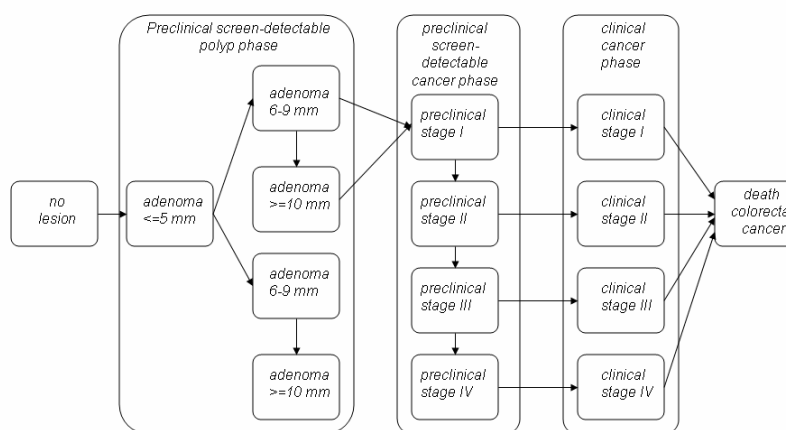 Preclinical screen-detectable
polyp phase
preclinical
screen-
detectable
cancer phase
clinical
cancer
phase
no
lesion
adenoma
<=5 mm
adenoma
6-9 mm
adenoma
>=10 mm
adenoma
6-9 mm
adenoma
>=10 mm
preclinical
stage I
preclinical
stage II
preclinical
stage III
preclinical
stage IV
clinical
stage I
clinical
stage II
clinical
stage III
clinical
stage IV
death
colorecta
cancer